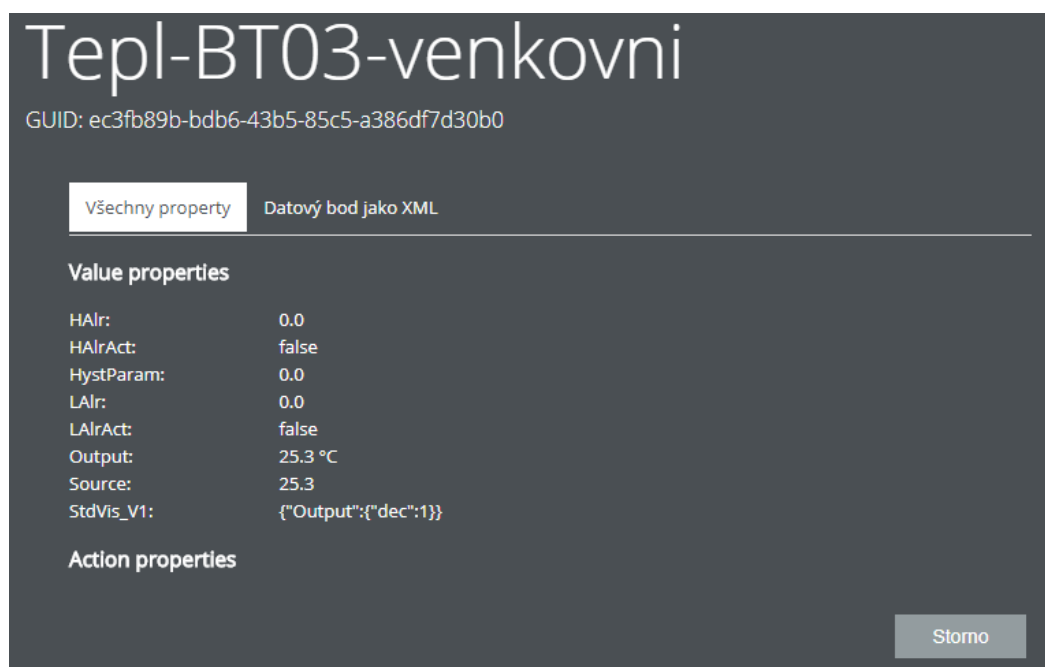 Tepl-BT03-venkovni
GUID: ec3fb89b-bdb6-43b5-85c5-a386df7d30b0
Všechny property Datový bod jako XML
Value properties
HAlr: 0.0
HAlrAct: false
HystParam: 0.0
LAlr: 0.0
LAlrAct: false
Output: 25.3 °C
Source: 25.3
StdVis_V1: {"Output":{"dec":1}}
Action properties
Storno